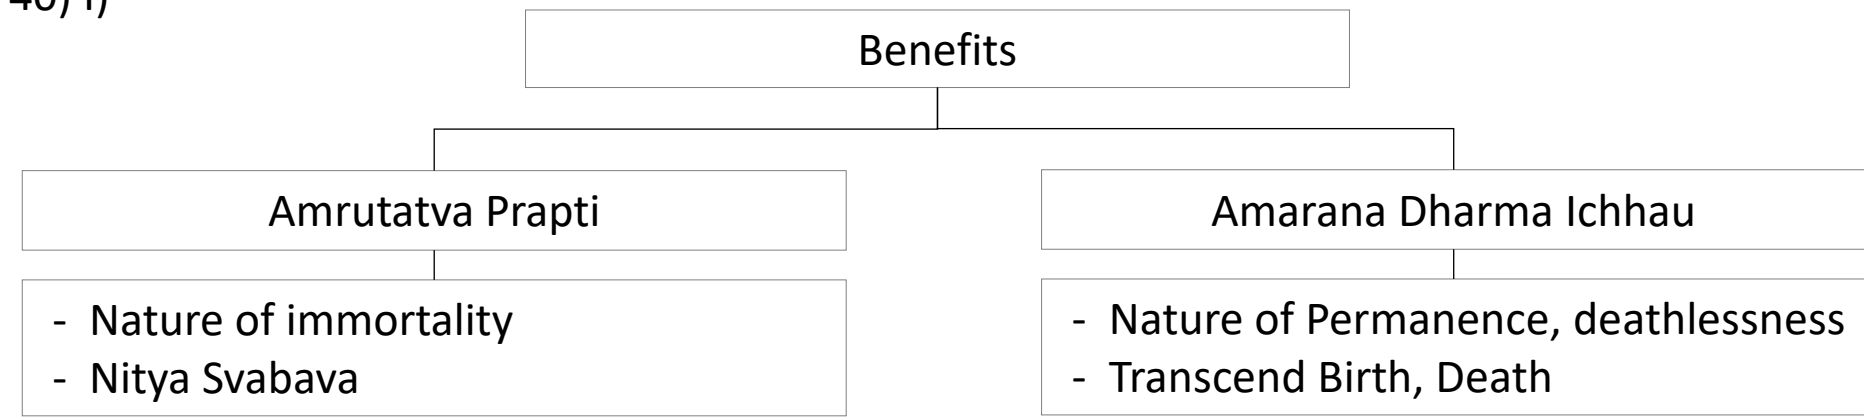 Benefits
Amrutatva Prapti
Amarana Dharma Ichhau
- Nature of immortality
- Nitya Svabava
- Nature of Permanence, deathlessness
- Transcend Birth, Death